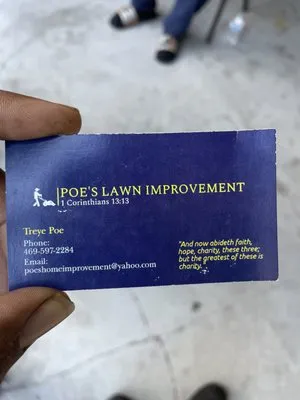 POE'S LAWN IMPROVEMENT
1 Corinthians 13:13
Treye Poe
Phone:
469-597-2284
Email:
poeshomeimprovement@yahoo.com
"And now abideth faith,
hope, charity, these three;
but the greatest of these is
charity.